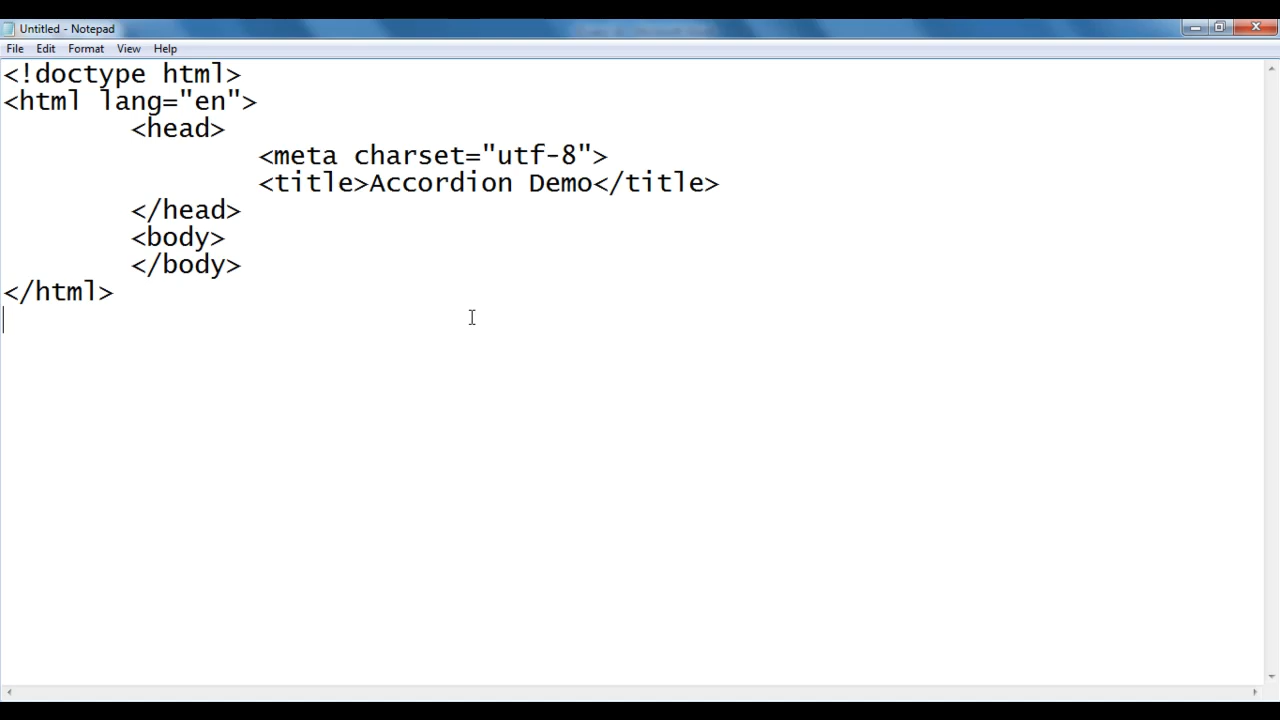 Untitled - Notepad
File Edit Format View Help
<!doctype html>
<html lang="en">
<head>
<meta charset="utf-8">
<title>Accordion Demo</title>
</head>
<body>
</body>
</html>